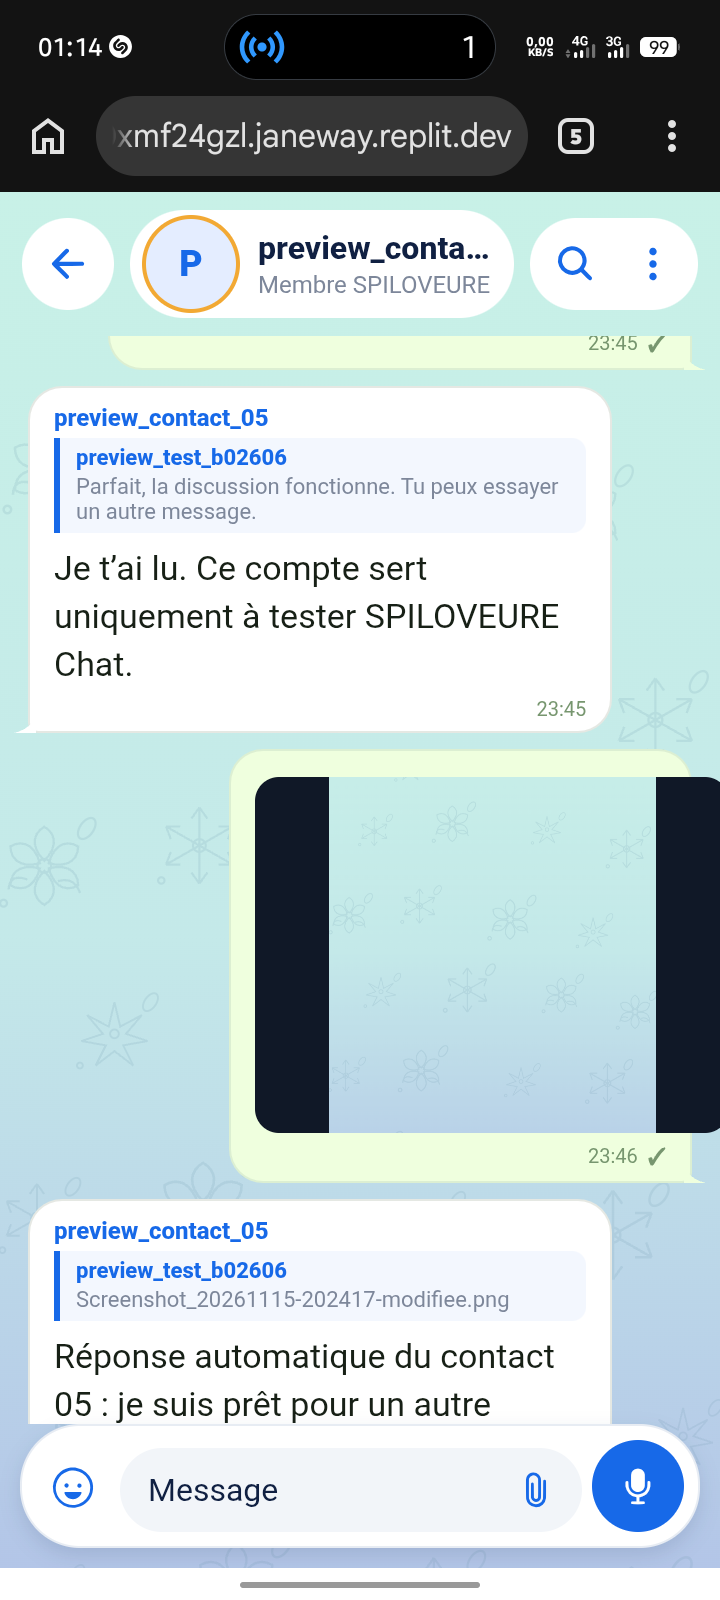 01:14
1
0,00
KB/S
4G
3G
99
xmf24gzl.janeway.replit.dev
5
P
preview_conta...
Membre SPILOVEURE
23:45
preview_contact_05
preview_test_b02606
Parfait, la discussion fonctionne. Tu peux essayer
un autre message.
Je t’ai lu. Ce compte sert
uniquement à tester SPILOVEURE
Chat.
23:45
23:46
preview_contact_05
preview_test_b02606
Screenshot_20261115-202417-modifiee.png
Réponse automatique du contact
05 : je suis prêt pour un autre
Message